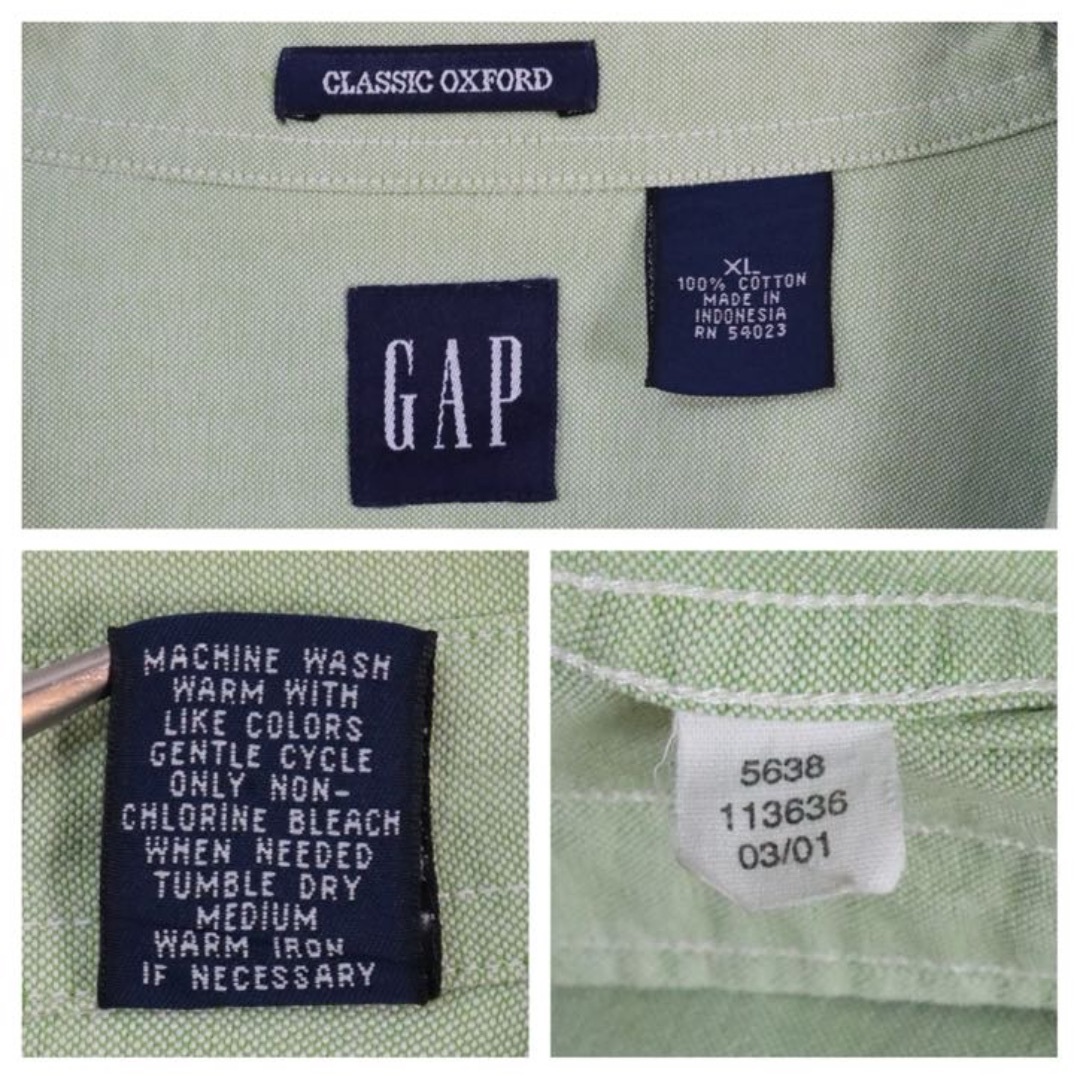 CLASSIC OXFORD
GAP
XL
100% COTTON
MADE IN
INDONESIA
RN 54023
MACHINE WASH
WARM WITH
LIKE COLORS
GENTLE CYCLE
ONLY NON-
CHLORINE BLEACH
WHEN NEEDED
TUMBLE DRY
MEDIUM
WARM IRON
IF NECESSARY
5638
113636
03/01